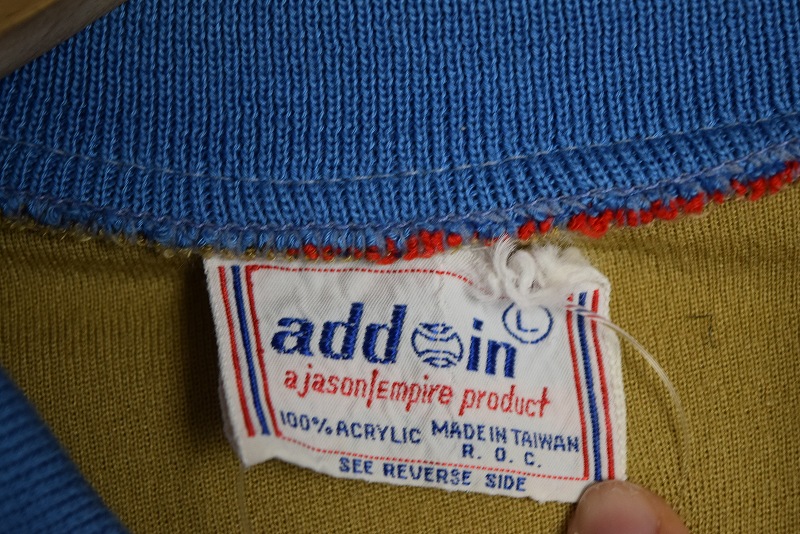 L
add in
a jason/Empire product
100% ACRYLIC MADE IN TAIWAN
R. O. C.
SEE REVERSE SIDE